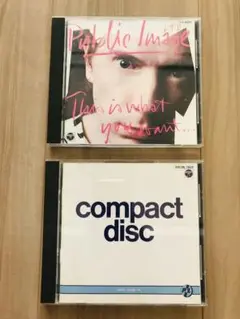 Public Image
This is what
you want...
compact
disc